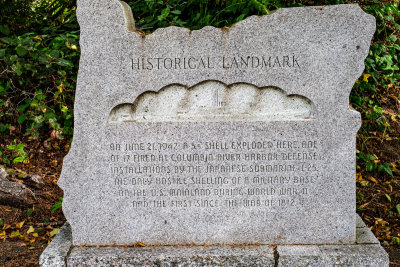 HISTORICAL LANDMARK
ON JUNE 21, 1942, A 5" SHELL EXPLODED HERE, ONE
OF 17 FIRED AT COLUMBIA RIVER HARBOR DEFENSE
INSTALLATIONS BY THE JAPANESE SUBMARINE I-25.
THE ONLY HOSTILE SHELLING OF A MILITARY BASE
ON THE U.S. MAINLAND DURING WORLD WAR II
AND THE FIRST SINCE THE WAR OF 1812